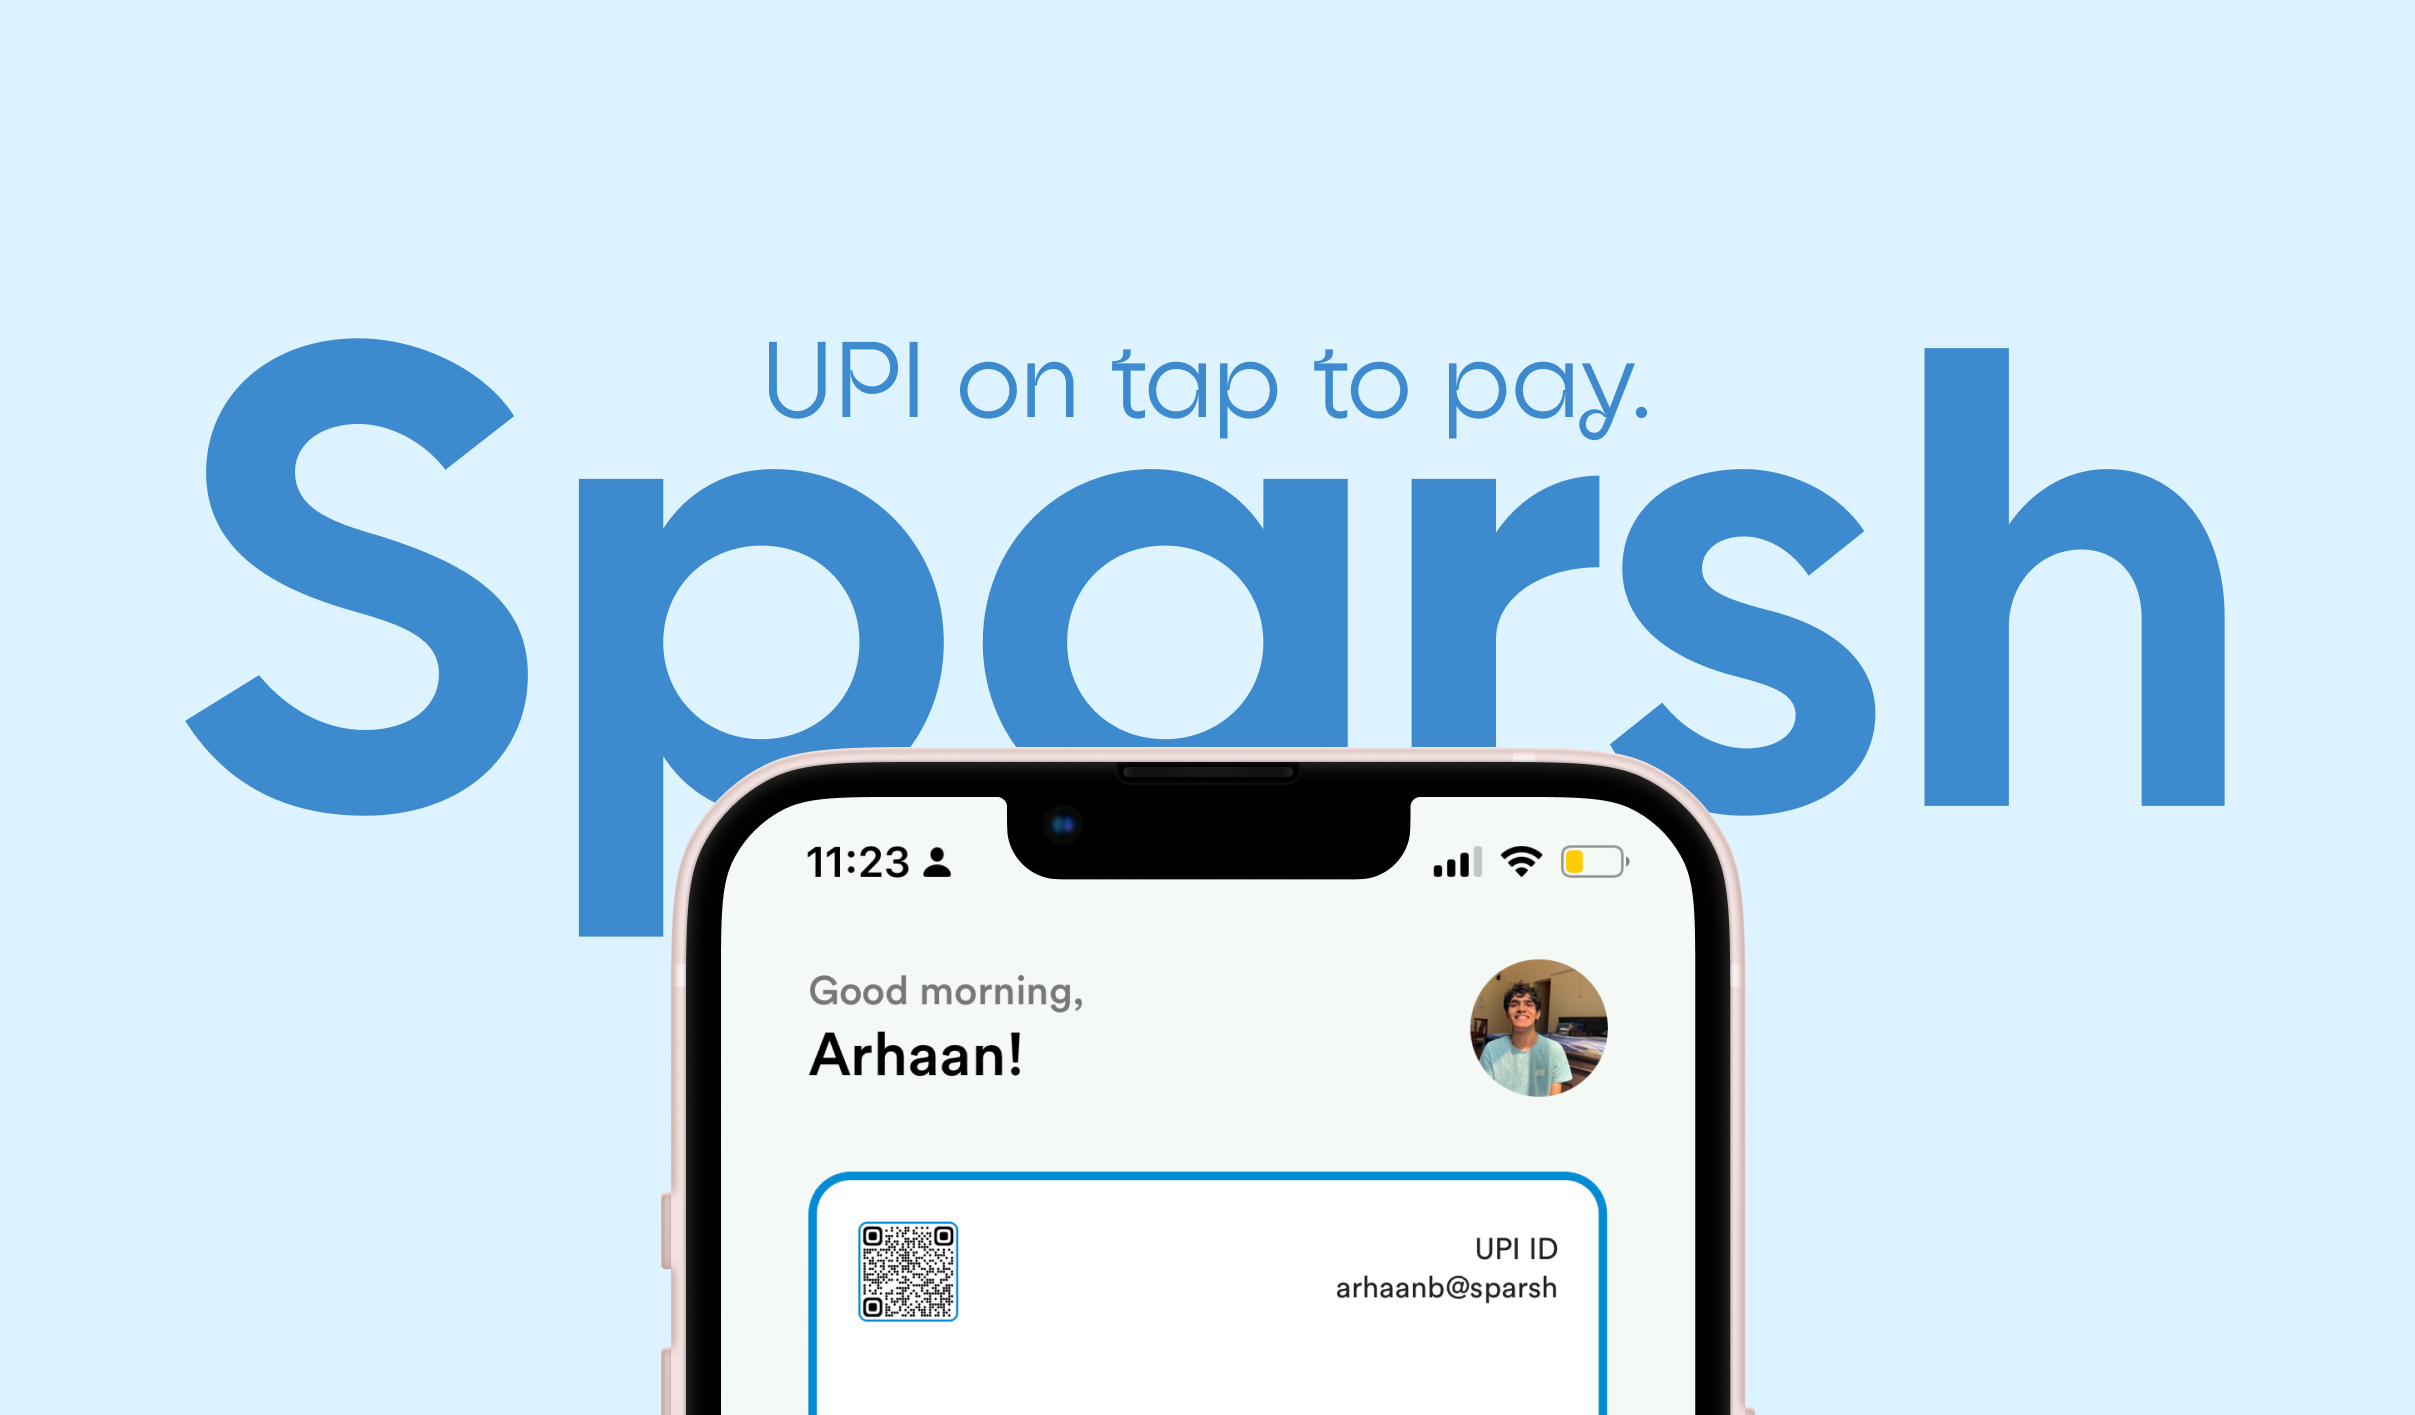 UPI on tap to pay.
Sparsh
11:23
Good morning,
Arhaan!
UPI ID
arhaanb@sparsh